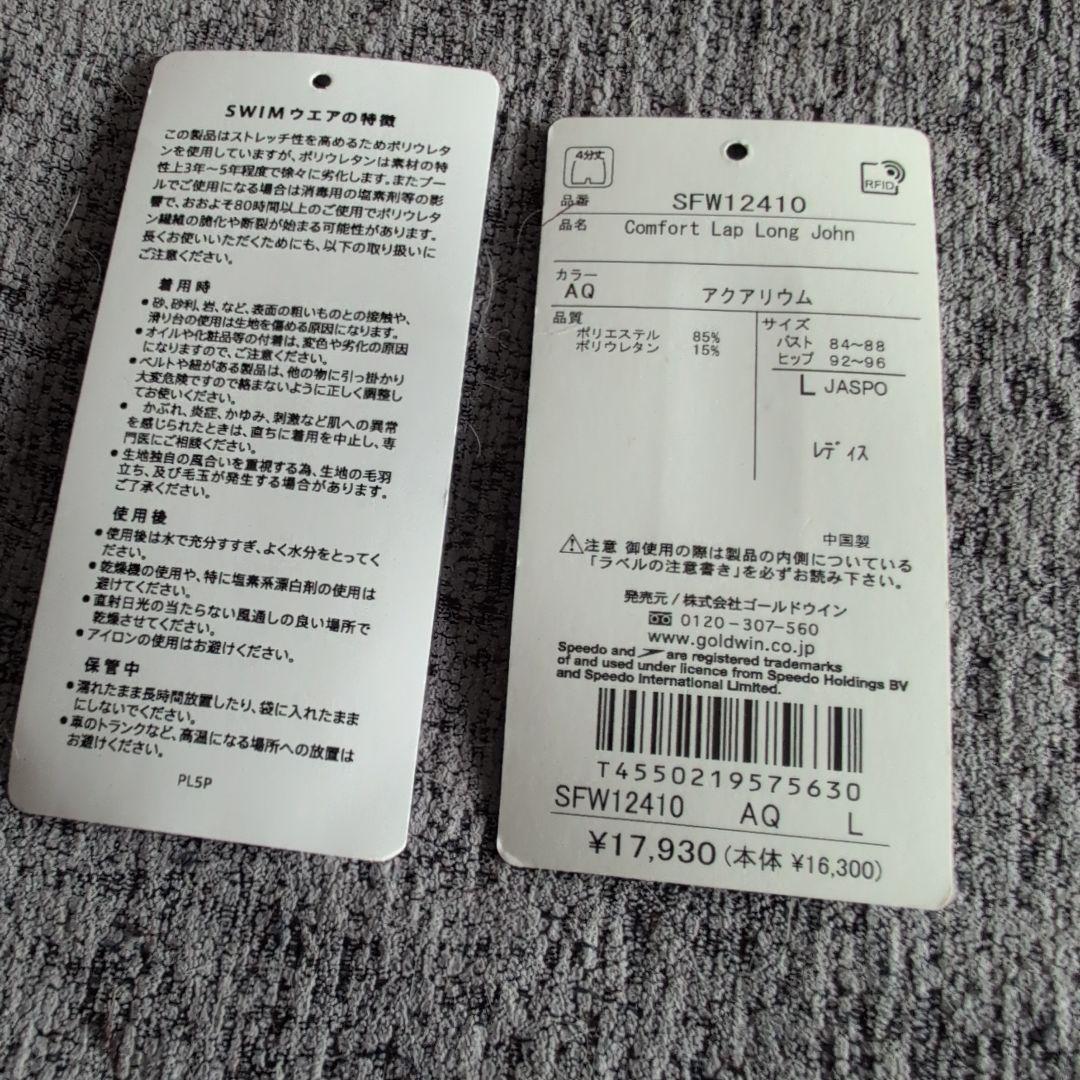 SWIMウエアの特徴
この製品はストレッチ性を高めるためポリウレタ
ンを使用していますが、ポリウレタンは素材の特
性上3年〜5年程度で徐々に劣化します。またプー
ルでご使用になる場合は消毒用の塩素剤等の影
響で、おおよそ80時間以上のご使用でポリウレタ
ン繊維の脆化や断裂が始まる可能性があります。
長くお使いいただくためにも、以下の取り扱いに
ご注意ください。
着用時
●砂、砂利、岩、など、表面の粗いものとの接触や、
滑り台の使用は生地を傷める原因になります。
●オイルや化粧品等の付着は、変色や劣化の原因
になりますので、ご注意ください。
●ベルトや紐がある製品は、他の物に引っ掛かり
大変危険ですので絡まないように正しく調整し
てお使いください。
● かぶれ、炎症、かゆみ、刺激など肌への異常
を感じられたときは、直ちに着用を中止し、専
門医にご相談ください。
●生地独自の風合いを重視する為、生地の毛羽
立ち、及び毛玉が発生する場合があります。
ご了承ください。
使用後
●使用後は水で充分すすぎ、よく水分をとってく
ださい。
●乾燥機の使用や、特に塩素系漂白剤の使用は
避けてください。
●直射日光の当たらない風通しの良い場所で
乾燥させてください。
●アイロンの使用はお避けください。
保管中
●濡れたまま長時間放置したり、袋に入れたまま
にしないでください。
●車のトランクなど、高温になる場所への放置は
お避けください。
PL5P
4分丈
RFID
品番 SFW12410
品名 Comfort Lap Long John
カラー
AQ アクアリウム
品質
ポリエステル 85%
ポリウレタン 15%
サイズ
バスト 84〜88
ヒップ 92〜96
L JASPO
レディス
中国製
⚠注意 御使用の際は製品の内側についている
「ラベルの注意書き」を必ずお読み下さい。
発売元/株式会社ゴールドウイン
0120-307-560
www.goldwin.co.jp
Speedo and are registered trademarks
of and used under licence from Speedo Holdings BV
and Speedo International Limited.
T4550219575630
SFW12410 AQ L
¥17,930(本体 ¥16,300)